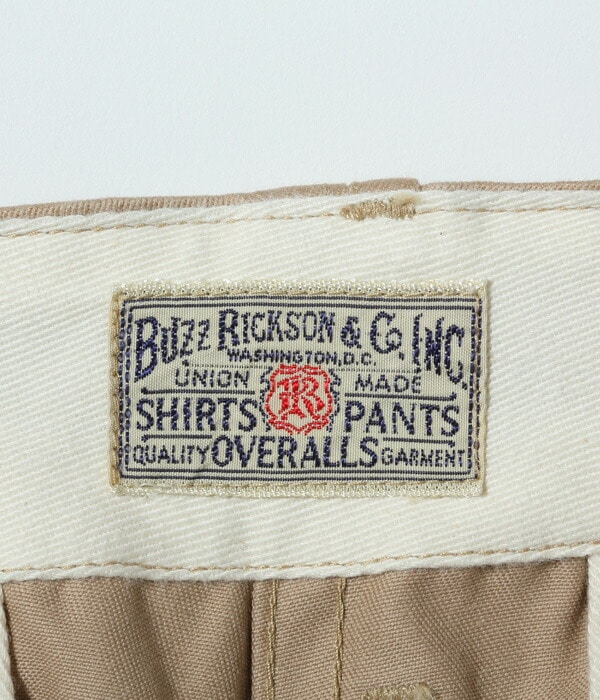 BUZZ RICKSON & CO. INC.
WASHINGTON, D.C.
UNION R MADE
SHIRTS PANTS
QUALITY OVERALLS GARMENT